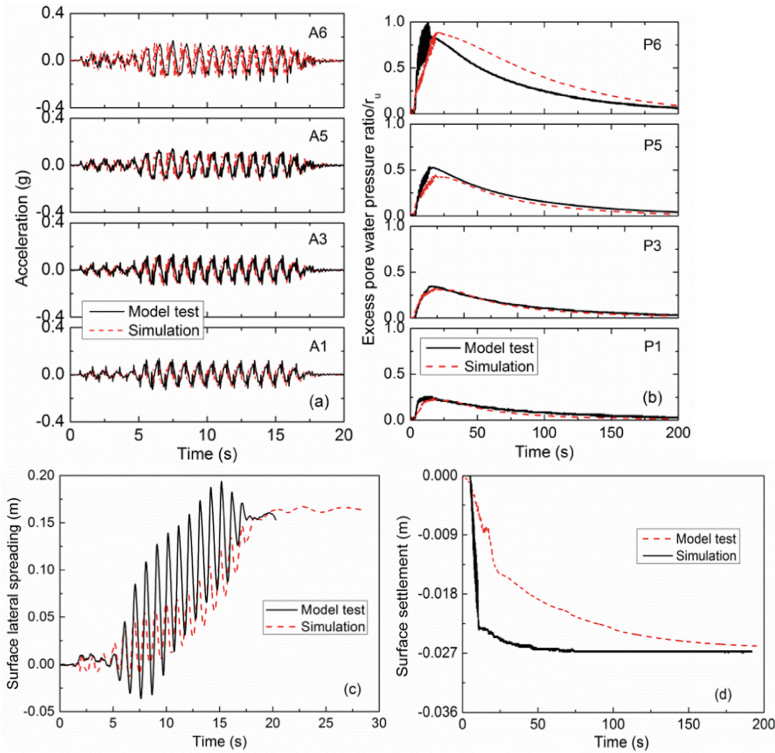 0.4
A6
0.0
-0.4
0.4
A5
0.0
-0.4
0.4
A3
0.0
-0.4
0.4
A1
0.0
-0.4
0 5 10 15 20
Time (s)
Acceleration (g)
Model test
Simulation
(a)
1.0
P6
0.5
0.0
1.0
P5
0.5
0.0
1.0
P3
0.5
0.0
1.0
P1
0.5
0.0
0 50 100 150 200
Time (s)
Excess pore water pressure ratio/ru
Model test
Simulation
(b)
0.20
0.15
0.10
0.05
0.00
-0.05
0 5 10 15 20 25 30
Time (s)
Surface lateral spreading (m)
Model test
Simulation
(c)
0.000
-0.009
-0.018
-0.027
-0.036
0 50 100 150 200
Time (s)
Surface settlement (m)
Model test
Simulation
(d)